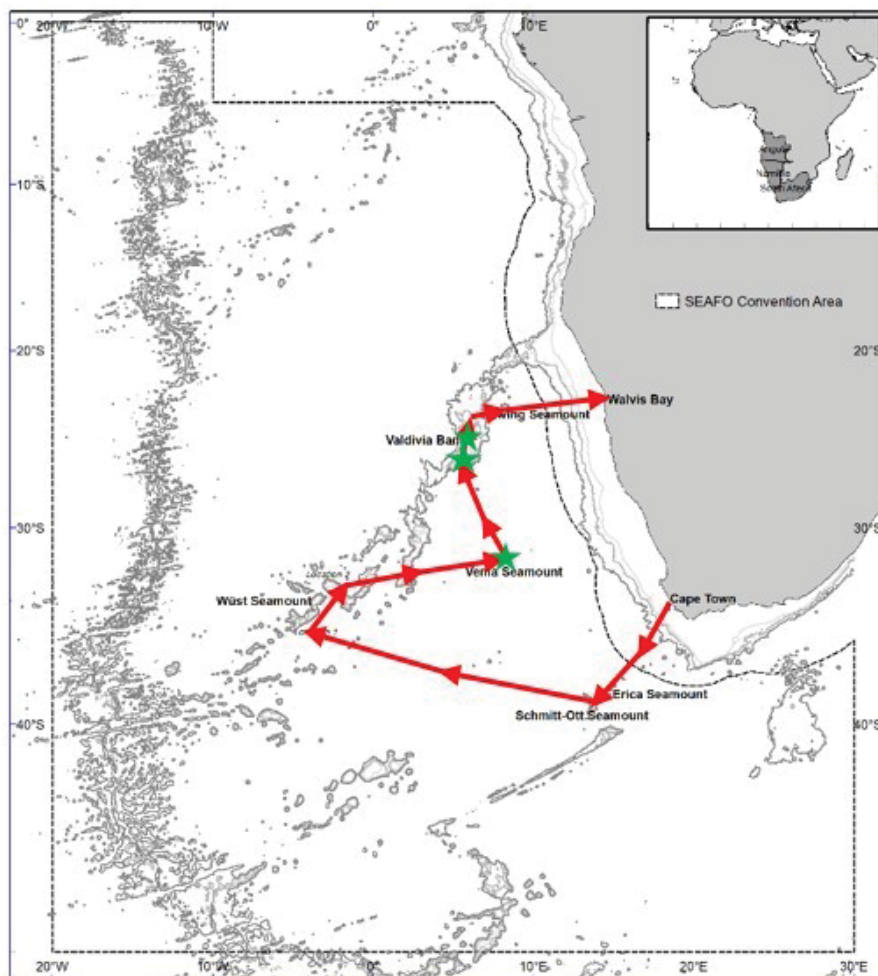 0° 20°W 10°W 0° 10°E
10°S
20°S 20°S
30°S 30°S
40°S 40°S
20°W 10°W 0° 10°E 20°E 30°E
Angola
Namibia
South Africa
SEAFO Convention Area
Walvis Bay
wing Seamount
Valdivia Ban
Location
Vema Seamount
Wüst Seamount
Cape Town
Erica Seamount
Schmitt-Ott Seamount